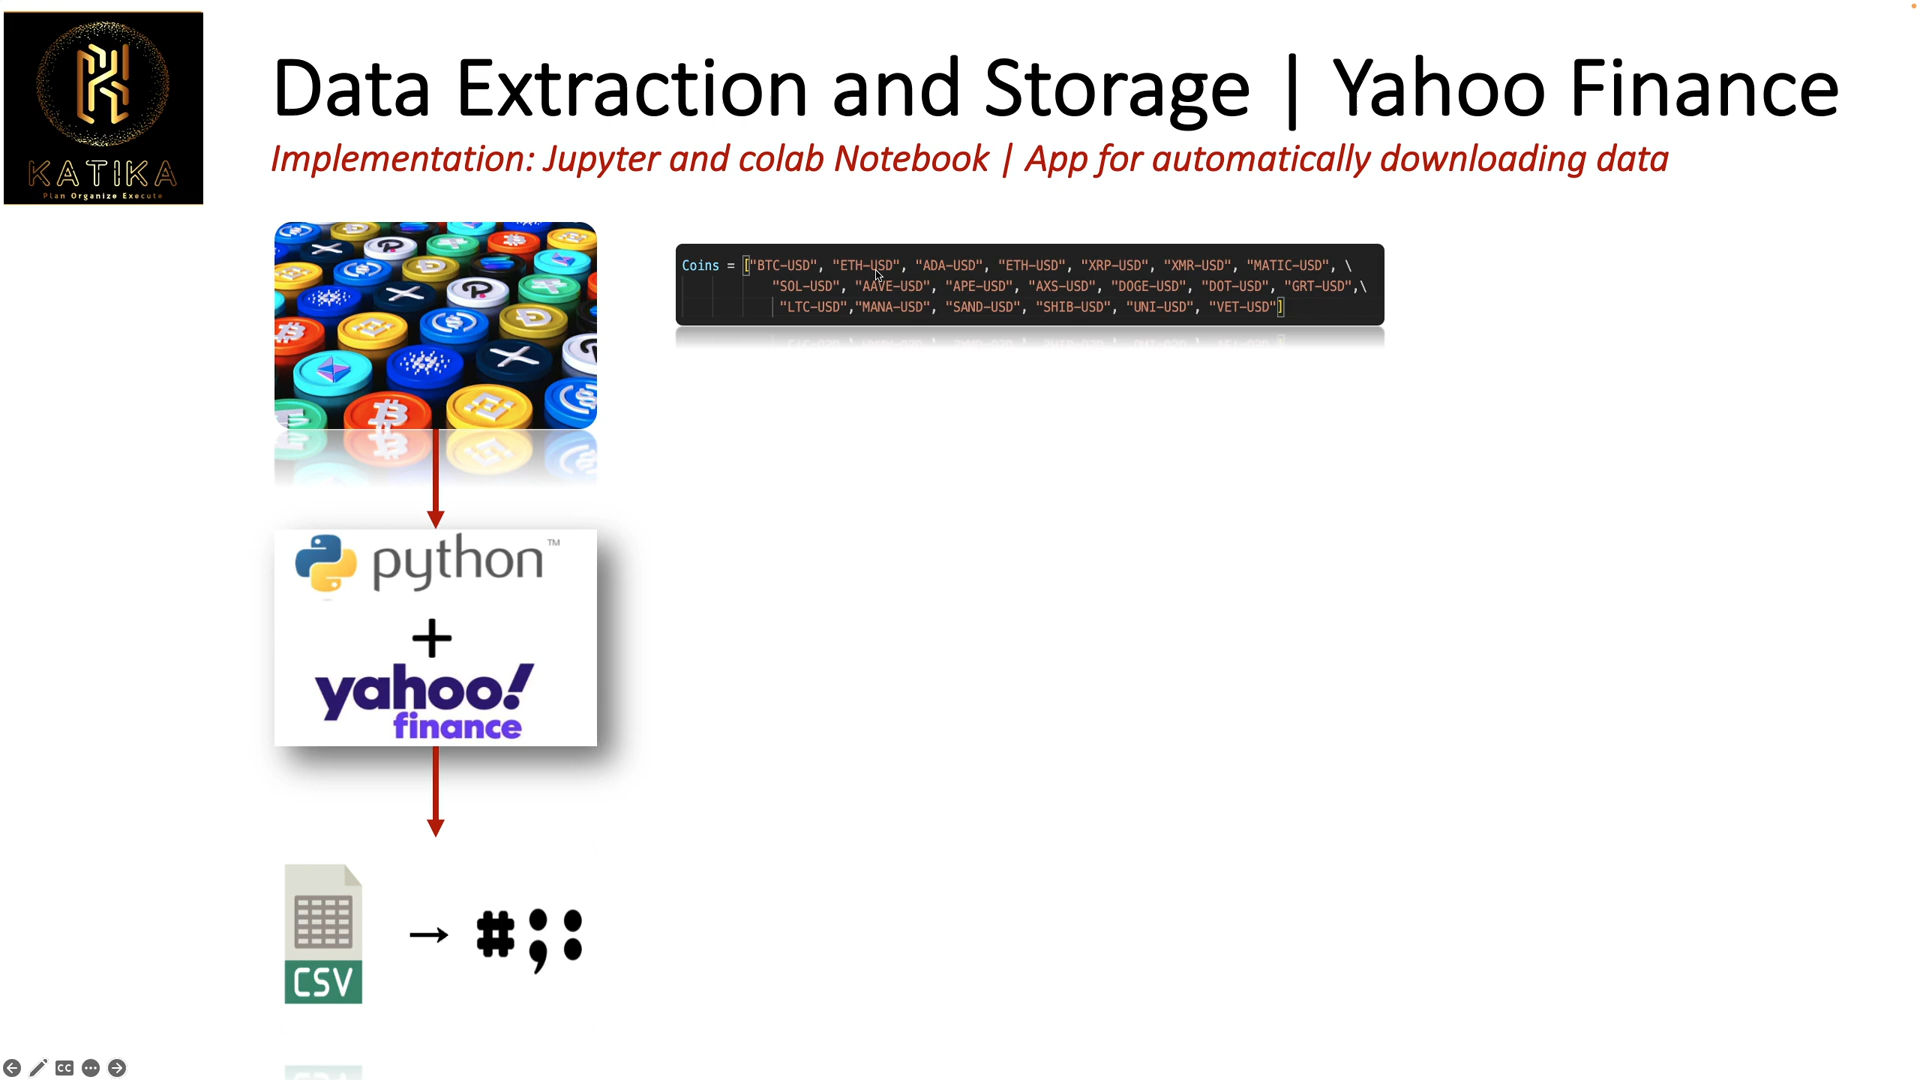 KATIKA
Plan Organize Execute
Data Extraction and Storage | Yahoo Finance
Implementation: Jupyter and colab Notebook | App for automatically downloading data
Coins = ["BTC-USD", "ETH-USD", "ADA-USD", "ETH-USD", "XRP-USD", "XMR-USD", "MATIC-USD", \
"SOL-USD", "AAVE-USD", "APE-USD", "AXS-USD", "DOGE-USD", "DOT-USD", "GRT-USD",\
"LTC-USD","MANA-USD", "SAND-USD", "SHIB-USD", "UNI-USD", "VET-USD"]
python™
+
yahoo!
finance
CSV → # ; :
CC